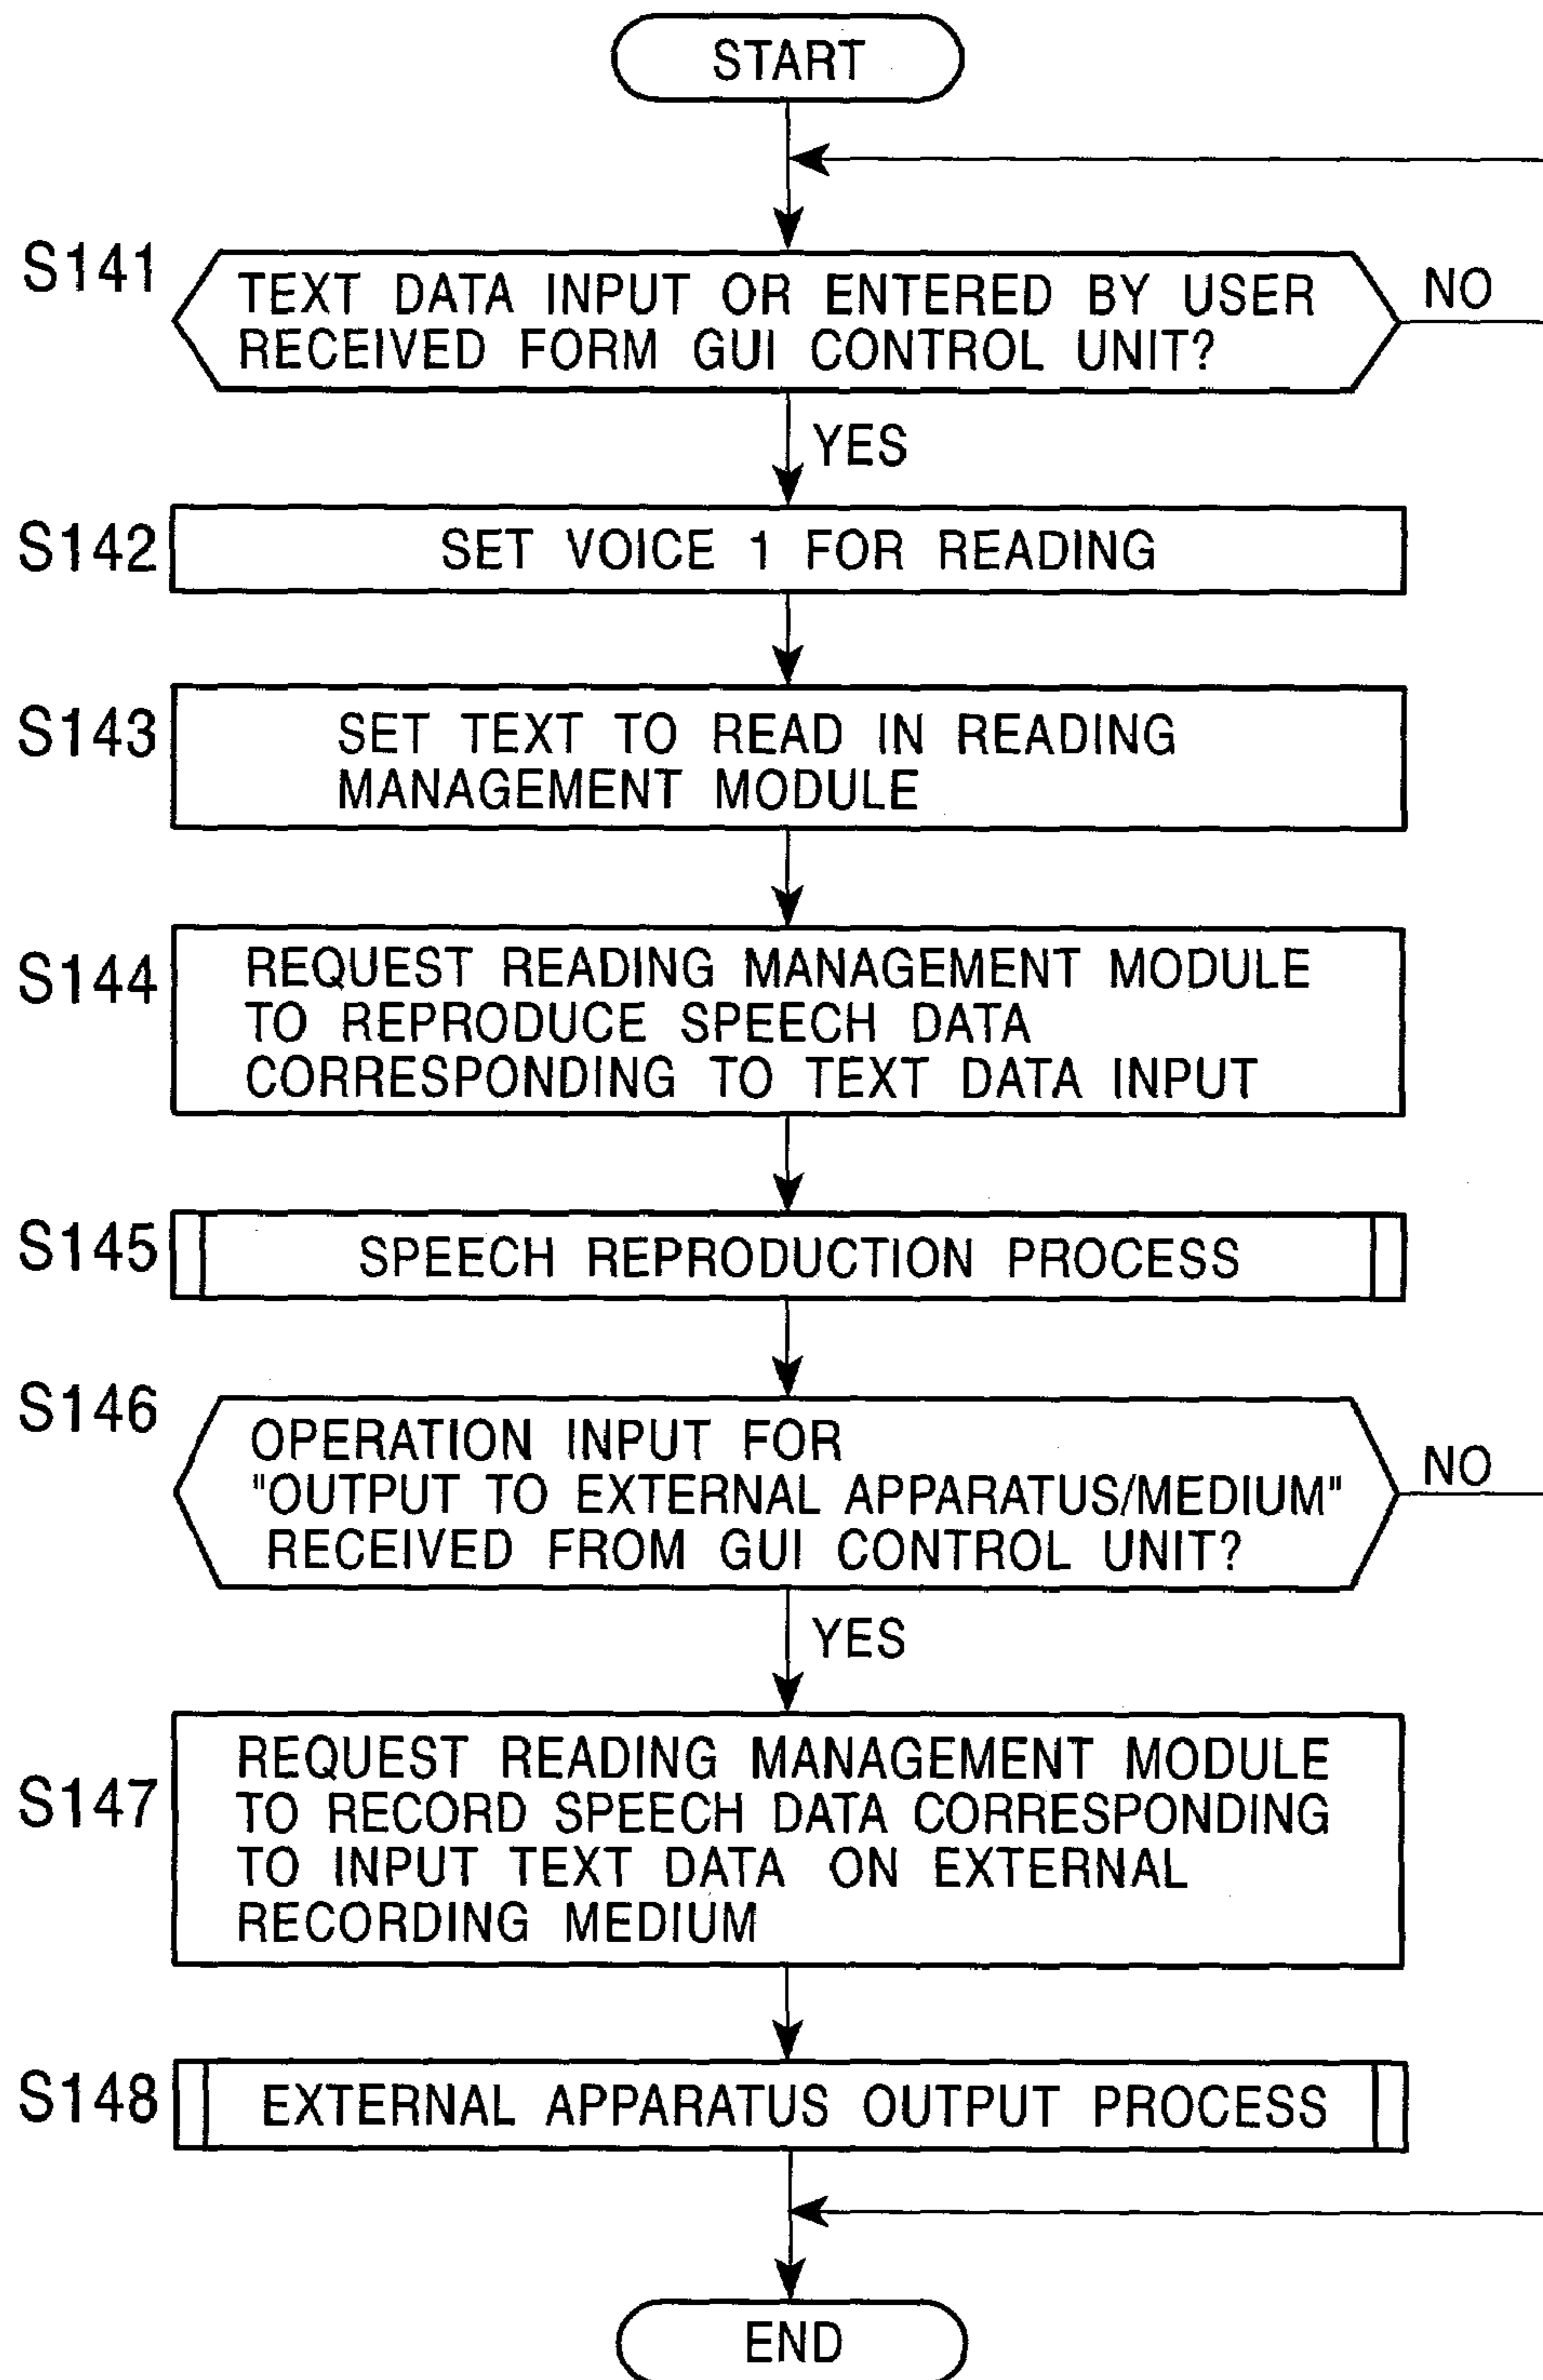 START
S141
TEXT DATA INPUT OR ENTERED BY USER
RECEIVED FORM GUI CONTROL UNIT?
NO
YES
S142
SET VOICE 1 FOR READING
S143
SET TEXT TO READ IN READING
MANAGEMENT MODULE
S144
REQUEST READING MANAGEMENT MODULE
TO REPRODUCE SPEECH DATA
CORRESPONDING TO TEXT DATA INPUT
S145
SPEECH REPRODUCTION PROCESS
S146
OPERATION INPUT FOR
"OUTPUT TO EXTERNAL APPARATUS/MEDIUM"
RECEIVED FROM GUI CONTROL UNIT?
NO
YES
S147
REQUEST READING MANAGEMENT MODULE
TO RECORD SPEECH DATA CORRESPONDING
TO INPUT TEXT DATA ON EXTERNAL
RECORDING MEDIUM
S148
EXTERNAL APPARATUS OUTPUT PROCESS
END